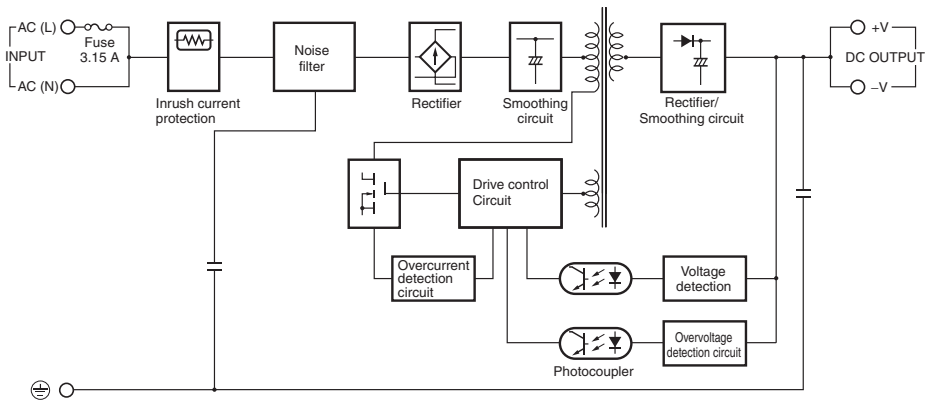 AC (L)
Fuse
3.15 A
INPUT
AC (N)
Inrush current
protection
Noise
filter
Rectifier
Smoothing
circuit
Rectifier/
Smoothing circuit
+V
DC OUTPUT
–V
Drive control
Circuit
Overcurrent
detection
circuit
Voltage
detection
Overvoltage
detection circuit
Photocoupler